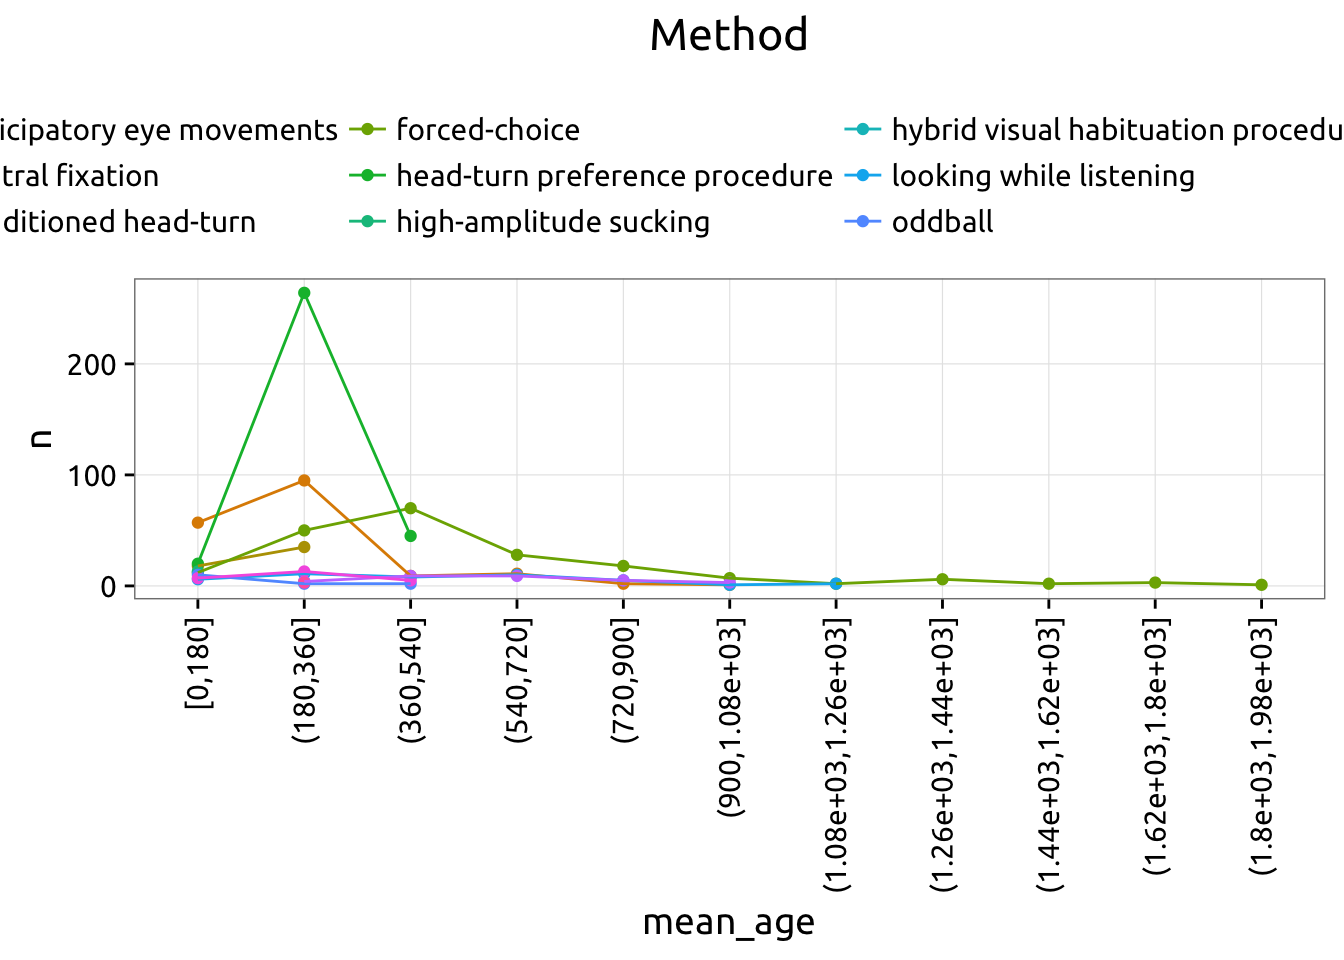 Method
icipatory eye movements forced-choice hybrid visual habituation procedu
tral fixation head-turn preference procedure looking while listening
ditioned head-turn high-amplitude sucking oddball
n
200
100
0
[0,180]
(180,360]
(360,540]
(540,720]
(720,900]
(900,1.08e+03]
(1.08e+03,1.26e+03]
(1.26e+03,1.44e+03]
(1.44e+03,1.62e+03]
(1.62e+03,1.8e+03]
(1.8e+03,1.98e+03]
mean_age